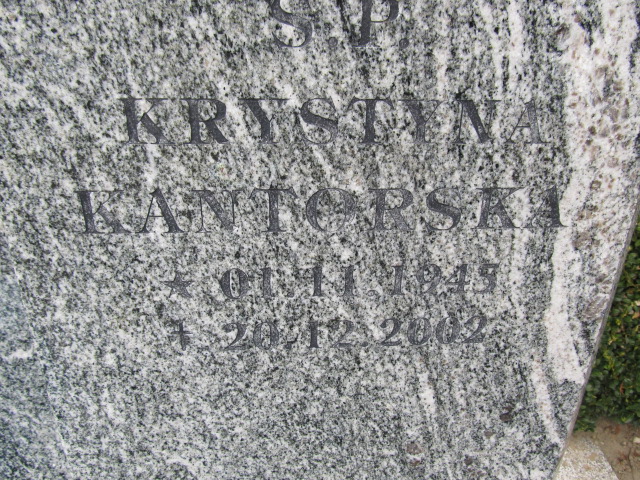 S.P.
KRYSTYNA
KANTORSKA
★ 01.11.1945
✝ 20.12.2002